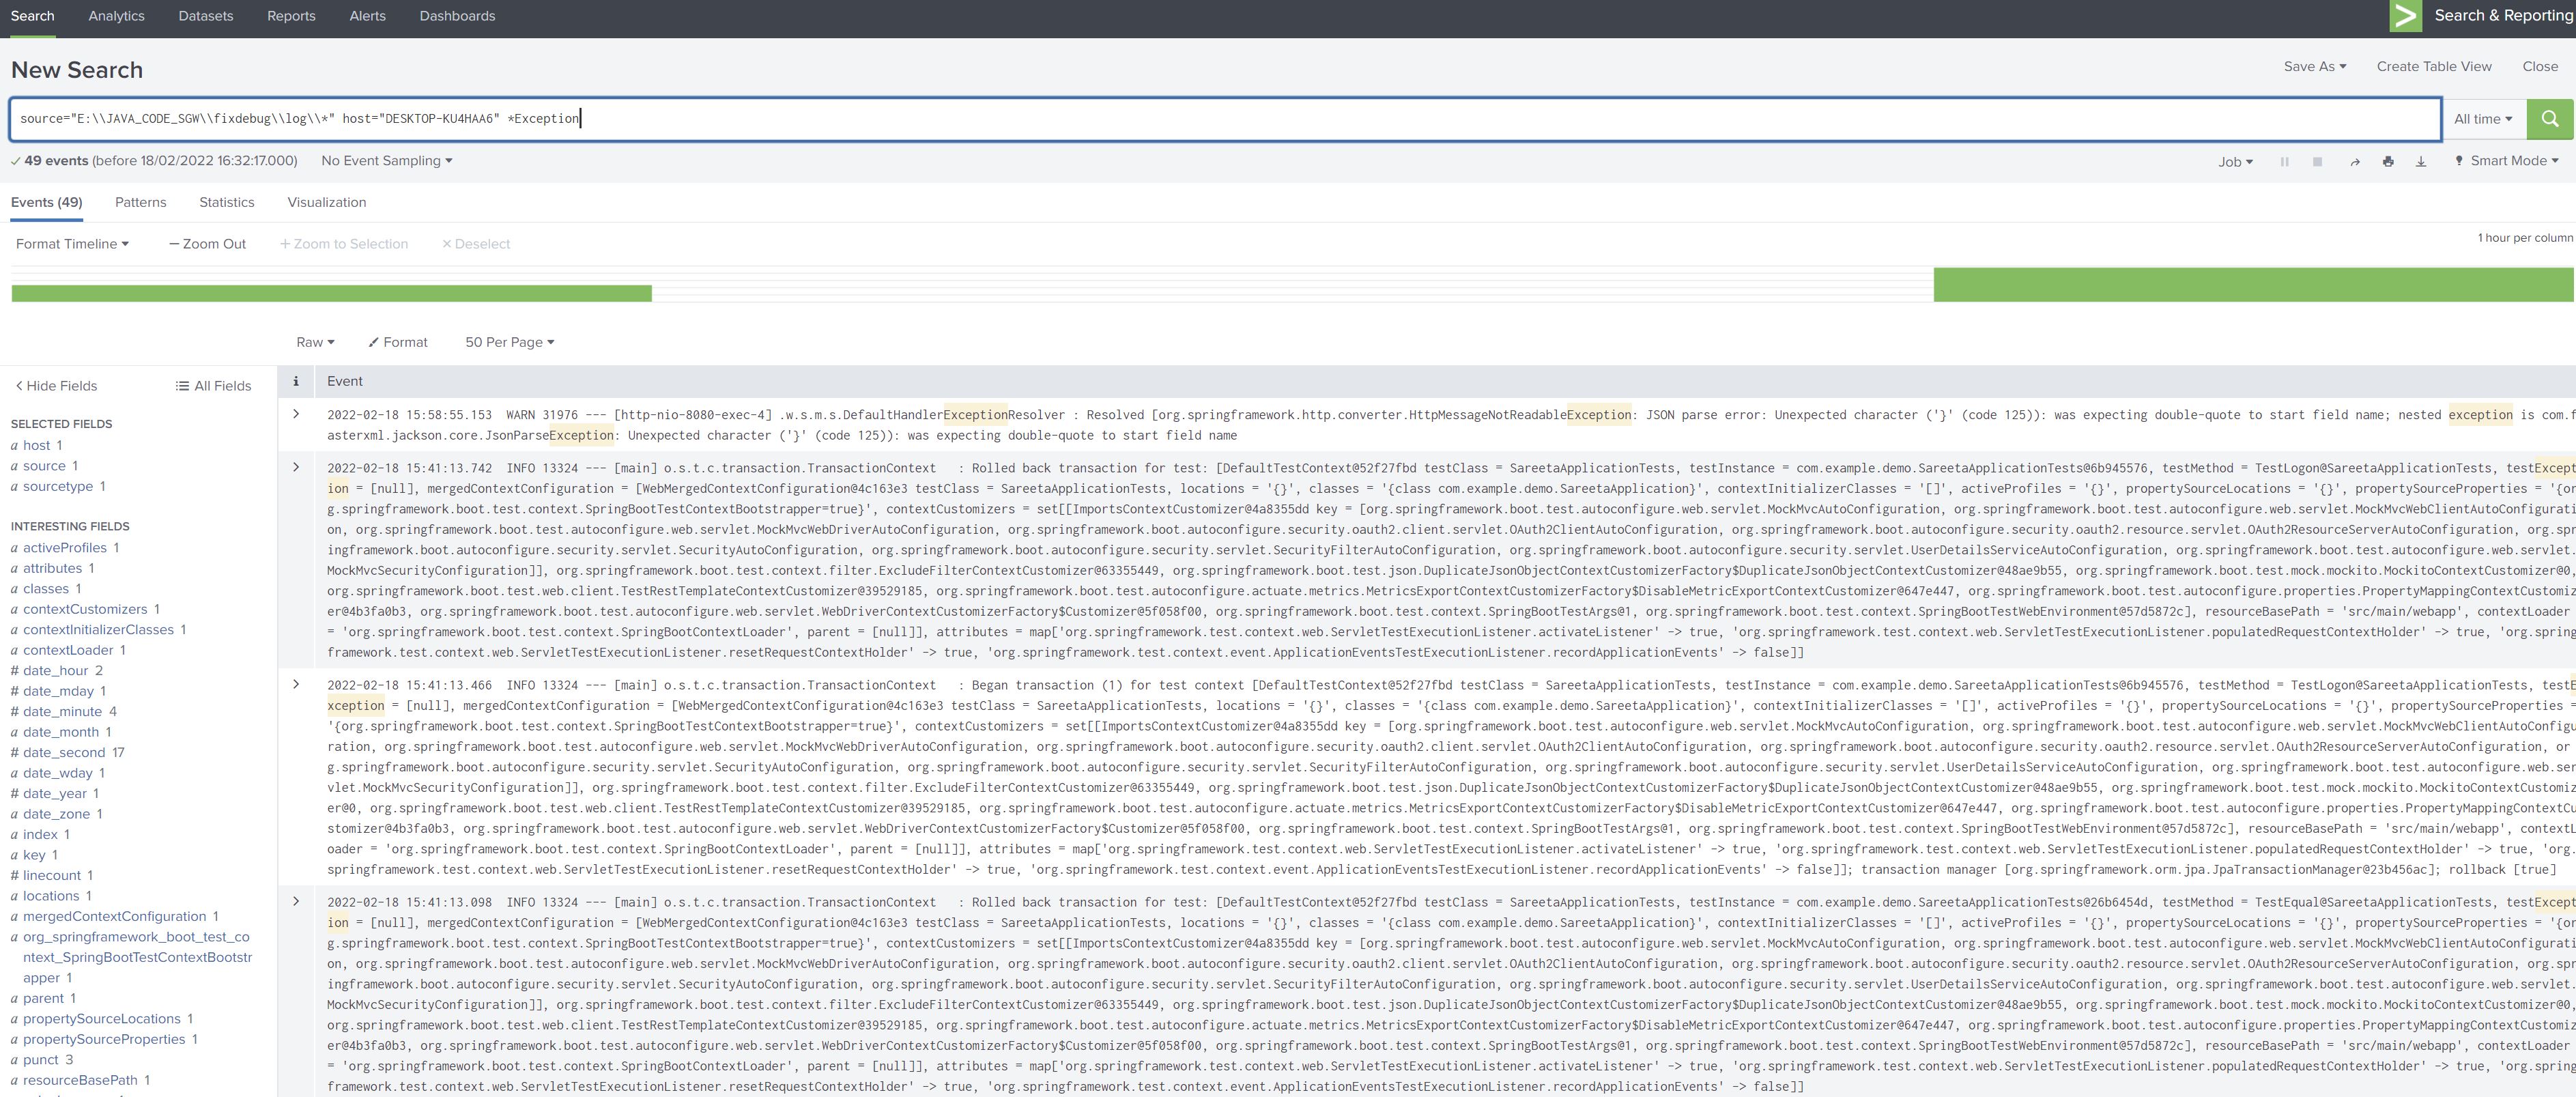 Search Analytics Datasets Reports Alerts Dashboards > Search & Reporting
New Search
Save As Create Table View Close
source="E:\\JAVA_CODE_SGW\\fixdebug\\log\\*" host="DESKTOP-KU4HAA6" *Exception
All time
49 events (before 18/02/2022 16:32:17.000) No Event Sampling
Job Smart Mode
Events (49) Patterns Statistics Visualization
Format Timeline — Zoom Out + Zoom to Selection × Deselect
1 hour per column
Raw Format 50 Per Page
< Hide Fields All Fields
SELECTED FIELDS
a host 1
a source 1
a sourcetype 1
INTERESTING FIELDS
a activeProfiles 1
a attributes 1
a classes 1
a contextCustomizers 1
a contextInitializerClasses 1
a contextLoader 1
# date_hour 2
# date_mday 1
# date_minute 4
a date_month 1
# date_second 17
a date_wday 1
# date_year 1
a date_zone 1
a index 1
a key 1
# linecount 1
a locations 1
a mergedContextConfiguration 1
a org_springframework_boot_test_co
ntext_SpringBootTestContextBootstr
apper 1
a parent 1
a propertySourceLocations 1
a propertySourceProperties 1
a punct 3
a resourceBasePath 1
i Event
2022-02-18 15:58:55.153 WARN 31976 --- [http-nio-8080-exec-4] .w.s.m.s.DefaultHandlerExceptionResolver : Resolved [org.springframework.http.converter.HttpMessageNotReadableException: JSON parse error: Unexpected character ('}' (code 125)): was expecting double-quote to start field name; nested exception is com.f
asterxml.jackson.core.JsonParseException: Unexpected character ('}' (code 125)): was expecting double-quote to start field name
2022-02-18 15:41:13.742 INFO 13324 --- [main] o.s.t.c.transaction.TransactionContext : Rolled back transaction for test: [DefaultTestContext@52f27fbd testClass = SareetaApplicationTests, testInstance = com.example.demo.SareetaApplicationTests@6b945576, testMethod = TestLogon@SareetaApplicationTests, testExcept
ion = [null], mergedContextConfiguration = [WebMergedContextConfiguration@4c163e3 testClass = SareetaApplicationTests, locations = '{}', classes = '{class com.example.demo.SareetaApplication}', contextInitializerClasses = '[]', activeProfiles = '{}', propertySourceLocations = '{}', propertySourceProperties = '{or
g.springframework.boot.test.context.SpringBootTestContextBootstrapper=true}', contextCustomizers = set[[ImportsContextCustomizer@4a8355dd key = [org.springframework.boot.test.autoconfigure.web.servlet.MockMvcAutoConfiguration, org.springframework.boot.test.autoconfigure.web.servlet.MockMvcWebClientAutoConfigurati
on, org.springframework.boot.test.autoconfigure.web.servlet.MockMvcWebDriverAutoConfiguration, org.springframework.boot.autoconfigure.security.oauth2.client.servlet.OAuth2ClientAutoConfiguration, org.springframework.boot.autoconfigure.security.oauth2.resource.servlet.OAuth2ResourceServerAutoConfiguration, org.spr
ingframework.boot.autoconfigure.security.servlet.SecurityAutoConfiguration, org.springframework.boot.autoconfigure.security.servlet.SecurityFilterAutoConfiguration, org.springframework.boot.autoconfigure.security.servlet.UserDetailsServiceAutoConfiguration, org.springframework.boot.test.autoconfigure.web.servlet.
MockMvcSecurityConfiguration]], org.springframework.boot.test.context.filter.ExcludeFilterContextCustomizer@63355449, org.springframework.boot.test.json.DuplicateJsonObjectContextCustomizerFactory$DuplicateJsonObjectContextCustomizer@48ae9b55, org.springframework.boot.test.mock.mockito.MockitoContextCustomizer@0,
org.springframework.boot.test.web.client.TestRestTemplateContextCustomizer@39529185, org.springframework.boot.test.autoconfigure.actuate.metrics.MetricsExportContextCustomizerFactory$DisableMetricExportContextCustomizer@647e447, org.springframework.boot.test.autoconfigure.properties.PropertyMappingContextCustomiz
er@4b3fa0b3, org.springframework.boot.test.autoconfigure.web.servlet.WebDriverContextCustomizerFactory$Customizer@5f058f00, org.springframework.boot.test.context.SpringBootTestArgs@1, org.springframework.boot.test.context.SpringBootTestWebEnvironment@57d5872c], resourceBasePath = 'src/main/webapp', contextLoader
= 'org.springframework.boot.test.context.SpringBootContextLoader', parent = [null]], attributes = map['org.springframework.test.context.web.ServletTestExecutionListener.activateListener' -> true, 'org.springframework.test.context.web.ServletTestExecutionListener.populatedRequestContextHolder' -> true, 'org.spring
framework.test.context.web.ServletTestExecutionListener.resetRequestContextHolder' -> true, 'org.springframework.test.context.event.ApplicationEventsTestExecutionListener.recordApplicationEvents' -> false]]
2022-02-18 15:41:13.466 INFO 13324 --- [main] o.s.t.c.transaction.TransactionContext : Began transaction (1) for test context [DefaultTestContext@52f27fbd testClass = SareetaApplicationTests, testInstance = com.example.demo.SareetaApplicationTests@6b945576, testMethod = TestLogon@SareetaApplicationTests, testE
xception = [null], mergedContextConfiguration = [WebMergedContextConfiguration@4c163e3 testClass = SareetaApplicationTests, locations = '{}', classes = '{class com.example.demo.SareetaApplication}', contextInitializerClasses = '[]', activeProfiles = '{}', propertySourceLocations = '{}', propertySourceProperties =
'{org.springframework.boot.test.context.SpringBootTestContextBootstrapper=true}', contextCustomizers = set[[ImportsContextCustomizer@4a8355dd key = [org.springframework.boot.test.autoconfigure.web.servlet.MockMvcAutoConfiguration, org.springframework.boot.test.autoconfigure.web.servlet.MockMvcWebClientAutoConfigu
ration, org.springframework.boot.test.autoconfigure.web.servlet.MockMvcWebDriverAutoConfiguration, org.springframework.boot.autoconfigure.security.oauth2.client.servlet.OAuth2ClientAutoConfiguration, org.springframework.boot.autoconfigure.security.oauth2.resource.servlet.OAuth2ResourceServerAutoConfiguration, or
g.springframework.boot.autoconfigure.security.servlet.SecurityAutoConfiguration, org.springframework.boot.autoconfigure.security.servlet.SecurityFilterAutoConfiguration, org.springframework.boot.autoconfigure.security.servlet.UserDetailsServiceAutoConfiguration, org.springframework.boot.test.autoconfigure.web.ser
vlet.MockMvcSecurityConfiguration]], org.springframework.boot.test.context.filter.ExcludeFilterContextCustomizer@63355449, org.springframework.boot.test.json.DuplicateJsonObjectContextCustomizerFactory$DuplicateJsonObjectContextCustomizer@48ae9b55, org.springframework.boot.test.mock.mockito.MockitoContextCustomiz
er@0, org.springframework.boot.test.web.client.TestRestTemplateContextCustomizer@39529185, org.springframework.boot.test.autoconfigure.actuate.metrics.MetricsExportContextCustomizerFactory$DisableMetricExportContextCustomizer@647e447, org.springframework.boot.test.autoconfigure.properties.PropertyMappingContextCu
stomizer@4b3fa0b3, org.springframework.boot.test.autoconfigure.web.servlet.WebDriverContextCustomizerFactory$Customizer@5f058f00, org.springframework.boot.test.context.SpringBootTestArgs@1, org.springframework.boot.test.context.SpringBootTestWebEnvironment@57d5872c], resourceBasePath = 'src/main/webapp', contextL
oader = 'org.springframework.boot.test.context.SpringBootContextLoader', parent = [null]], attributes = map['org.springframework.test.context.web.ServletTestExecutionListener.activateListener' -> true, 'org.springframework.test.context.web.ServletTestExecutionListener.populatedRequestContextHolder' -> true, 'org.
springframework.test.context.web.ServletTestExecutionListener.resetRequestContextHolder' -> true, 'org.springframework.test.context.event.ApplicationEventsTestExecutionListener.recordApplicationEvents' -> false]]; transaction manager [org.springframework.orm.jpa.JpaTransactionManager@23b456ac]; rollback [true]
2022-02-18 15:41:13.098 INFO 13324 --- [main] o.s.t.c.transaction.TransactionContext : Rolled back transaction for test: [DefaultTestContext@52f27fbd testClass = SareetaApplicationTests, testInstance = com.example.demo.SareetaApplicationTests@26b6454d, testMethod = TestEqual@SareetaApplicationTests, testExcept
ion = [null], mergedContextConfiguration = [WebMergedContextConfiguration@4c163e3 testClass = SareetaApplicationTests, locations = '{}', classes = '{class com.example.demo.SareetaApplication}', contextInitializerClasses = '[]', activeProfiles = '{}', propertySourceLocations = '{}', propertySourceProperties = '{or
g.springframework.boot.test.context.SpringBootTestContextBootstrapper=true}', contextCustomizers = set[[ImportsContextCustomizer@4a8355dd key = [org.springframework.boot.test.autoconfigure.web.servlet.MockMvcAutoConfiguration, org.springframework.boot.test.autoconfigure.web.servlet.MockMvcWebClientAutoConfigurati
on, org.springframework.boot.test.autoconfigure.web.servlet.MockMvcWebDriverAutoConfiguration, org.springframework.boot.autoconfigure.security.oauth2.client.servlet.OAuth2ClientAutoConfiguration, org.springframework.boot.autoconfigure.security.oauth2.resource.servlet.OAuth2ResourceServerAutoConfiguration, org.spr
ingframework.boot.autoconfigure.security.servlet.SecurityAutoConfiguration, org.springframework.boot.autoconfigure.security.servlet.SecurityFilterAutoConfiguration, org.springframework.boot.autoconfigure.security.servlet.UserDetailsServiceAutoConfiguration, org.springframework.boot.test.autoconfigure.web.servlet.
MockMvcSecurityConfiguration]], org.springframework.boot.test.context.filter.ExcludeFilterContextCustomizer@63355449, org.springframework.boot.test.json.DuplicateJsonObjectContextCustomizerFactory$DuplicateJsonObjectContextCustomizer@48ae9b55, org.springframework.boot.test.mock.mockito.MockitoContextCustomizer@0,
org.springframework.boot.test.web.client.TestRestTemplateContextCustomizer@39529185, org.springframework.boot.test.autoconfigure.actuate.metrics.MetricsExportContextCustomizerFactory$DisableMetricExportContextCustomizer@647e447, org.springframework.boot.test.autoconfigure.properties.PropertyMappingContextCustomiz
er@4b3fa0b3, org.springframework.boot.test.autoconfigure.web.servlet.WebDriverContextCustomizerFactory$Customizer@5f058f00, org.springframework.boot.test.context.SpringBootTestArgs@1, org.springframework.boot.test.context.SpringBootTestWebEnvironment@57d5872c], resourceBasePath = 'src/main/webapp', contextLoader
= 'org.springframework.boot.test.context.SpringBootContextLoader', parent = [null]], attributes = map['org.springframework.test.context.web.ServletTestExecutionListener.activateListener' -> true, 'org.springframework.test.context.web.ServletTestExecutionListener.populatedRequestContextHolder' -> true, 'org.spring
framework.test.context.web.ServletTestExecutionListener.resetRequestContextHolder' -> true, 'org.springframework.test.context.event.ApplicationEventsTestExecutionListener.recordApplicationEvents' -> false]]